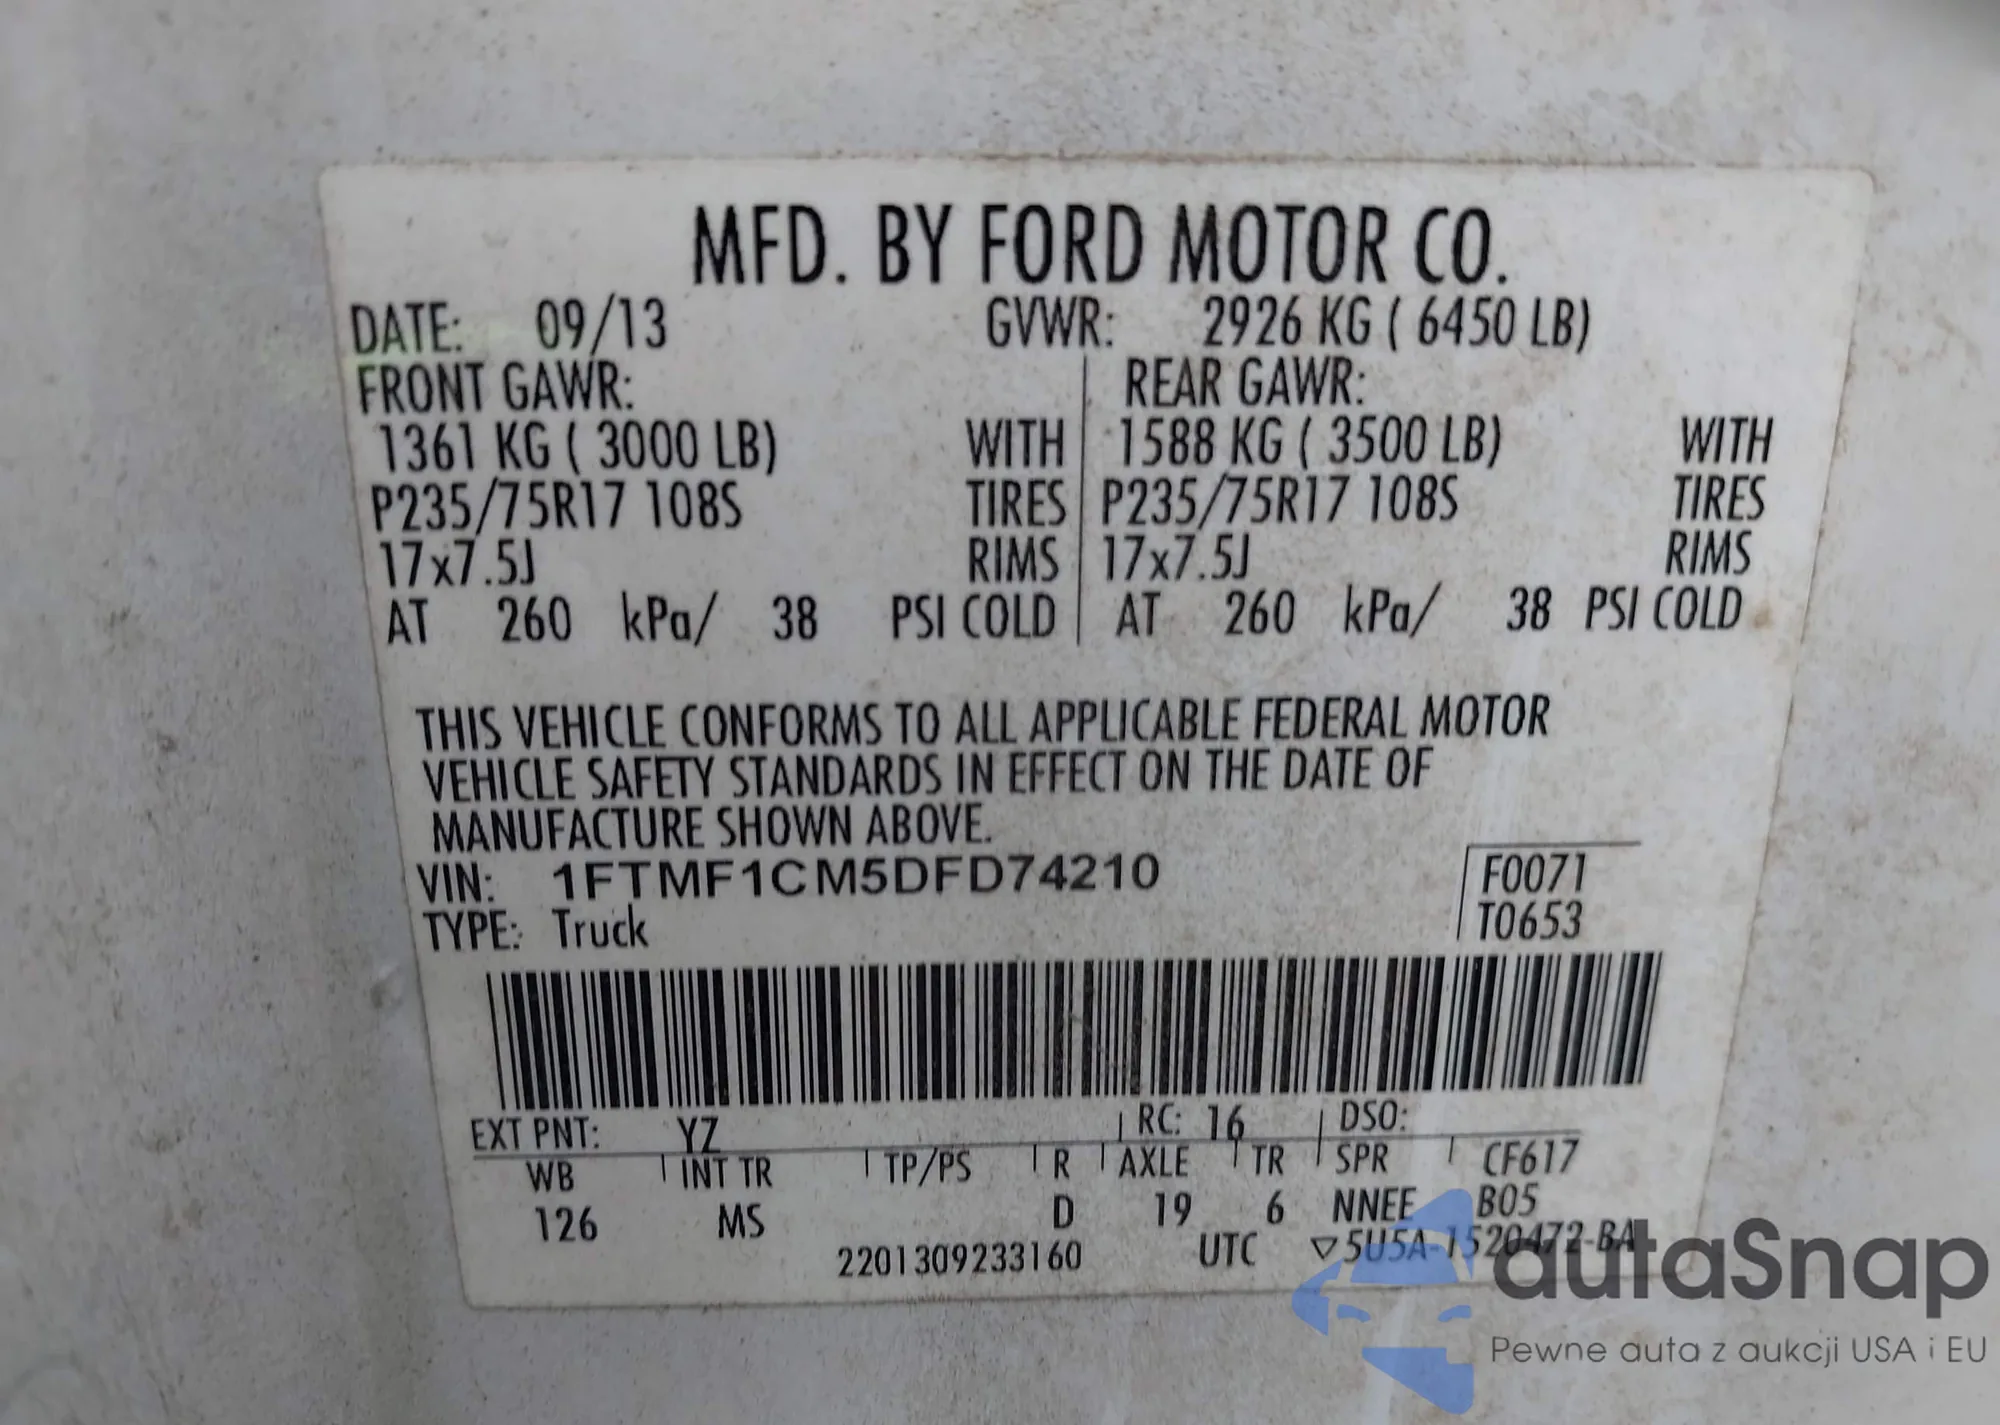 MFD. BY FORD MOTOR CO.
DATE: 09/13 GVWR: 2926 KG ( 6450 LB)
FRONT GAWR: REAR GAWR:
1361 KG ( 3000 LB) WITH 1588 KG ( 3500 LB) WITH
P235/75R17 108S TIRES P235/75R17 108S TIRES
17x7.5J RIMS 17x7.5J RIMS
AT 260 kPa/ 38 PSI COLD AT 260 kPa/ 38 PSI COLD
THIS VEHICLE CONFORMS TO ALL APPLICABLE FEDERAL MOTOR
VEHICLE SAFETY STANDARDS IN EFFECT ON THE DATE OF
MANUFACTURE SHOWN ABOVE.
VIN: 1FTMF1CM5DFD74210 F0071
TYPE: Truck T0653
EXT PNT: YZ RC: 16 DSO:
WB INT TR TP/PS R AXLE TR SPR CF617
126 MS D 19 6 NNEE B05
2201309233160 UTC ▽5U5A-1520472-BA
autaSnap
Pewne auta z aukcji USA i EU